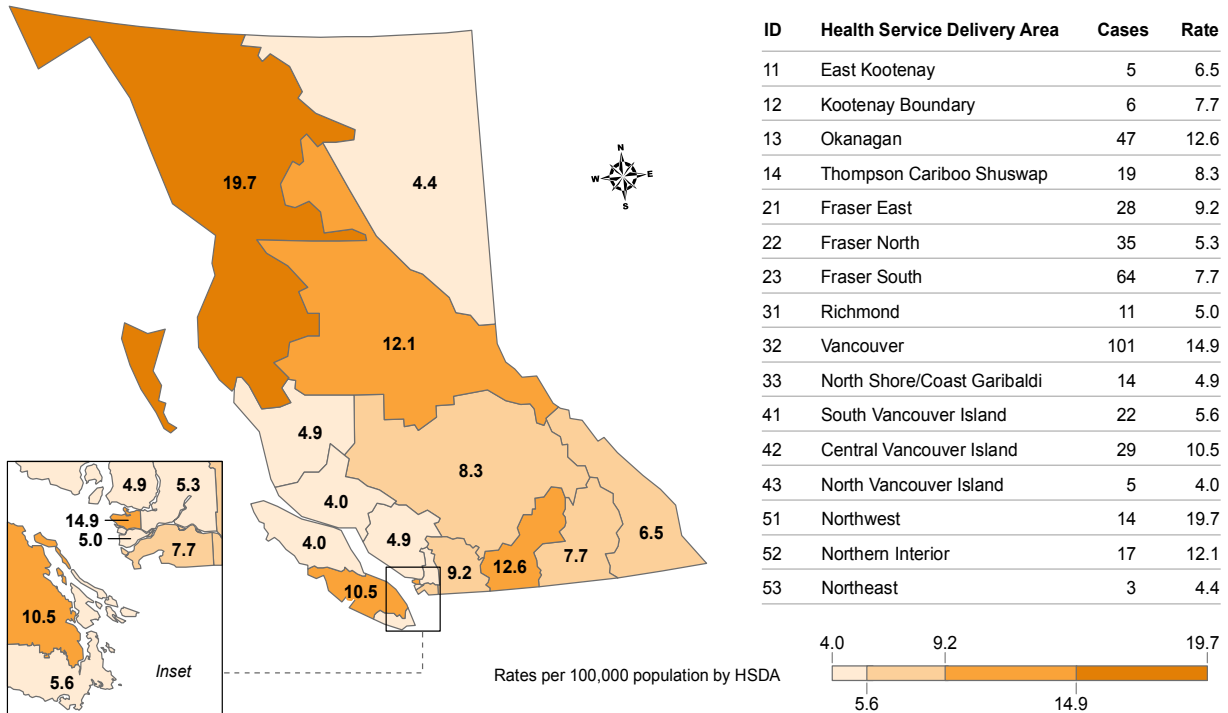 ID Health Service Delivery Area Cases Rate
11 East Kootenay 5 6.5
12 Kootenay Boundary 6 7.7
13 Okanagan 47 12.6
14 Thompson Cariboo Shuswap 19 8.3
21 Fraser East 28 9.2
22 Fraser North 35 5.3
23 Fraser South 64 7.7
31 Richmond 11 5.0
32 Vancouver 101 14.9
33 North Shore/Coast Garibaldi 14 4.9
41 South Vancouver Island 22 5.6
42 Central Vancouver Island 29 10.5
43 North Vancouver Island 5 4.0
51 Northwest 14 19.7
52 Northern Interior 17 12.1
53 Northeast 3 4.4
N
W E
S
19.7
4.4
12.1
4.9
8.3
4.0
4.0
4.9
9.2
12.6
7.7
6.5
10.5
4.9
5.3
14.9
5.0
7.7
10.5
5.6
Inset
Rates per 100,000 population by HSDA
4.0 9.2 19.7
5.6 14.9